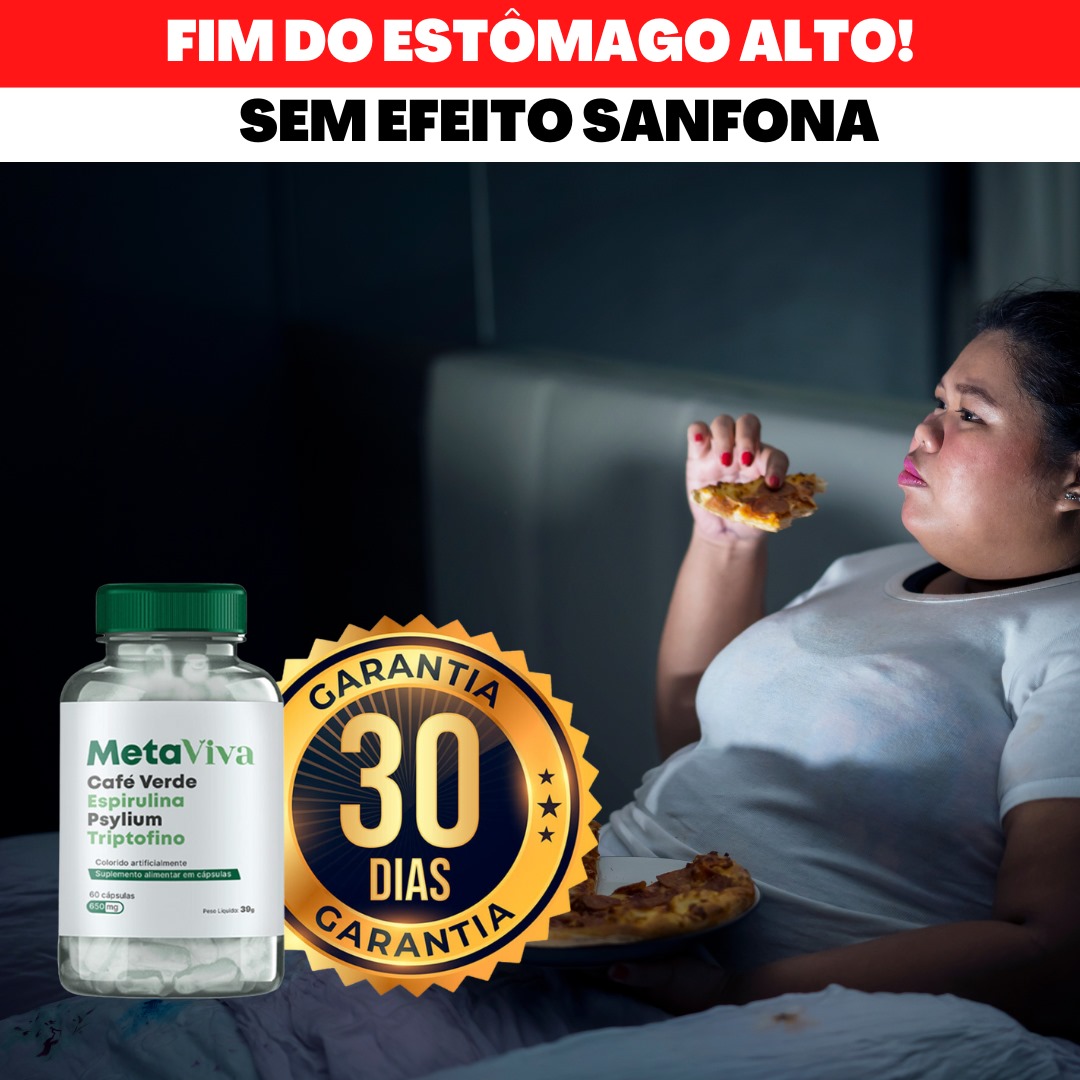 FIM DO ESTÔMAGO ALTO!
SEM EFEITO SANFONA
MetaViva
Café Verde
Espirulina
Psylium
Triptofino
Colorido artificialmente
Suplemento alimentar em cápsulas
60 cápsulas
650 mg
Peso Líquido: 39g
GARANTIA
30
DIAS
GARANTIA